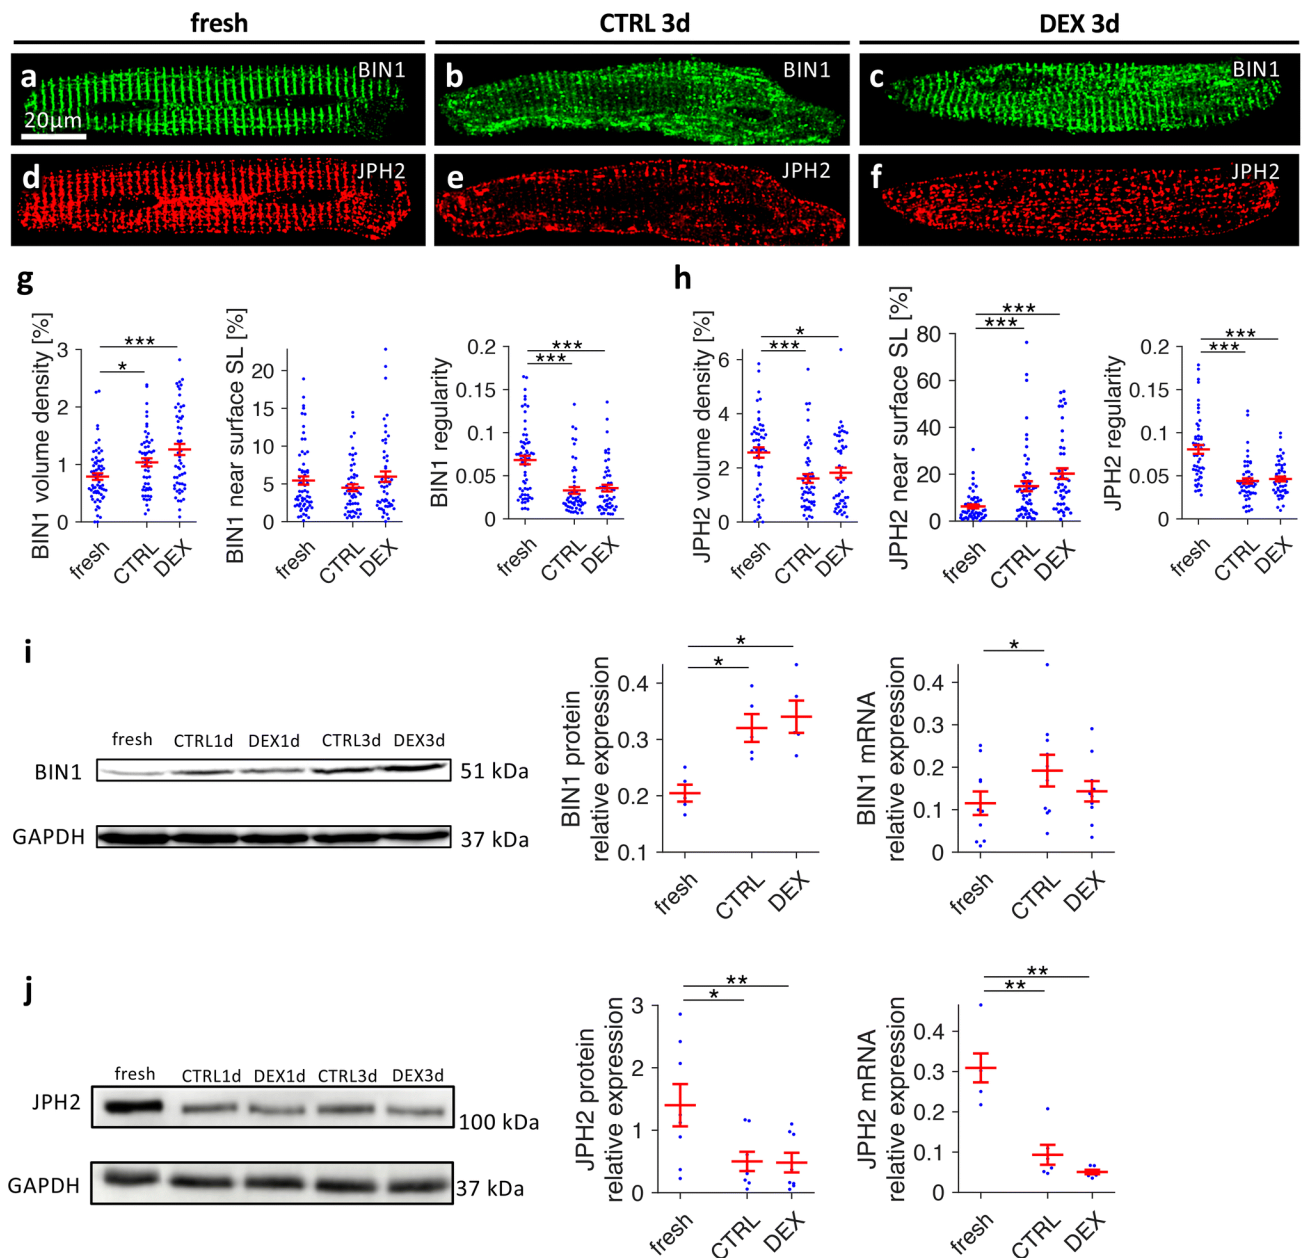 fresh CTRL 3d DEX 3d
a BIN1 b BIN1 c BIN1
20µm
d JPH2 e JPH2 f JPH2
g
BIN1 volume density [%]
3
2
1
0
*** 
*
fresh CTRL DEX
BIN1 near surface SL [%]
20
15
10
5
0
fresh CTRL DEX
BIN1 regularity
0.2
0.15
0.1
0.05
0
***
***
fresh CTRL DEX
h
JPH2 volume density [%]
6
4
2
0
*
***
fresh CTRL DEX
JPH2 near surface SL [%]
80
60
40
20
0
***
***
fresh CTRL DEX
JPH2 regularity
0.2
0.15
0.1
0.05
0
***
***
fresh CTRL DEX
i
fresh CTRL1d DEX1d CTRL3d DEX3d
BIN1 51 kDa
GAPDH 37 kDa
BIN1 protein
relative expression
0.4
0.3
0.2
0.1
*
*
fresh CTRL DEX
BIN1 mRNA
relative expression
0.4
0.3
0.2
0.1
0
*
fresh CTRL DEX
j
fresh CTRL1d DEX1d CTRL3d DEX3d
JPH2 100 kDa
GAPDH 37 kDa
JPH2 protein
relative expression
3
2
1
0
**
*
fresh CTRL DEX
JPH2 mRNA
relative expression
0.4
0.3
0.2
0.1
0
**
**
fresh CTRL DEX